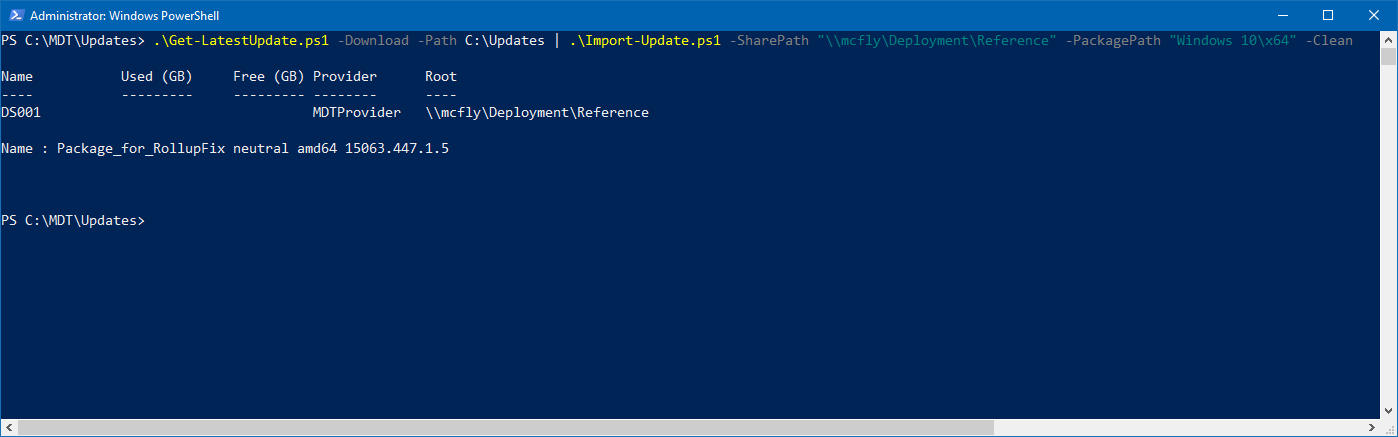 Administrator: Windows PowerShell
PS C:\MDT\Updates> .\Get-LatestUpdate.ps1 -Download -Path C:\Updates | .\Import-Update.ps1 -SharePath "\\mcfly\Deployment\Reference" -PackagePath "Windows 10\x64" -Clean
Name           Used (GB)     Free (GB) Provider      Root
----           ---------     --------- --------      ----
DS001                                  MDTProvider   \\mcfly\Deployment\Reference
Name : Package_for_RollupFix neutral amd64 15063.447.1.5
PS C:\MDT\Updates>